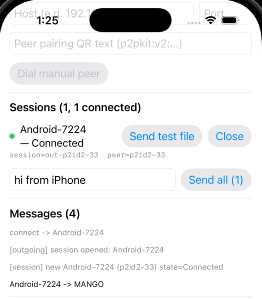 1:25
Host (e.g. 192.1
Port
Peer pairing QR text (p2pkit:v2:...)
Dial manual peer
Sessions (1, 1 connected)
Android-7224
— Connected
Send test file
Close
session=out-p21d2-33 peer=p21d2-33
hi from iPhone
Send all (1)
Messages (4)
connect -> Android-7224
[outgoing] session opened: Android-7224
[session] new Android-7224 (p2id2-33) state=Connected
Android-7224 -> MANGO